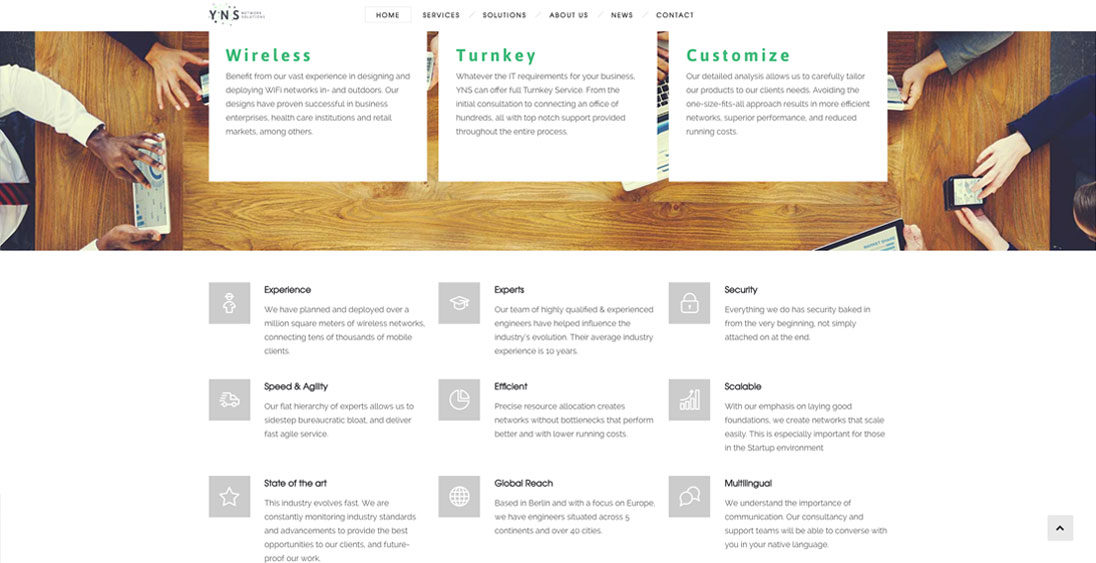 YNS NETWORK
SOLUTIONS
HOME / SERVICES / SOLUTIONS / ABOUT US / NEWS / CONTACT
Wireless
Benefit from our vast experience in designing and
deploying WiFi networks in- and outdoors. Our
designs have proven successful in business
enterprises, health care institutions and retail
markets, among others.
Turnkey
Whatever the IT requirements for your business,
YNS can offer full Turnkey Service. From the
initial consultation to connecting an office of
hundreds, all with top notch support provided
throughout the entire process.
Customize
Our detailed analysis allows us to carefully tailor
our products to our clients needs. Avoiding the
one-size-fits-all approach results in more efficient
networks, superior performance, and reduced
running costs.
MARKET SHARE
Experience
We have planned and deployed over a
million square meters of wireless networks,
connecting tens of thousands of mobile
clients.
Experts
Our team of highly qualified & experienced
engineers have helped influence the
industry's evolution. Their average industry
experience is 10 years.
Security
Everything we do has security baked in
from the very beginning, not simply
attached on at the end.
Speed & Agility
Our flat hierarchy of experts allows us to
sidestep bureaucratic bloat, and deliver
fast agile service.
Efficient
Precise resource allocation creates
networks without bottlenecks that perform
better and with lower running costs.
Scalable
With our emphasis on laying good
foundations, we create networks that scale
easily. This is especially important for those
in the Startup environment
State of the art
This industry evolves fast. We are
constantly monitoring industry standards
and advancements to provide the best
opportunities to our clients, and future-
proof our work.
Global Reach
Based in Berlin and with a focus on Europe,
we have engineers situated across 5
continents and over 40 cities.
Multilingual
We understand the importance of
communication. Our consultancy and
support teams will be able to converse with
you in your native language.